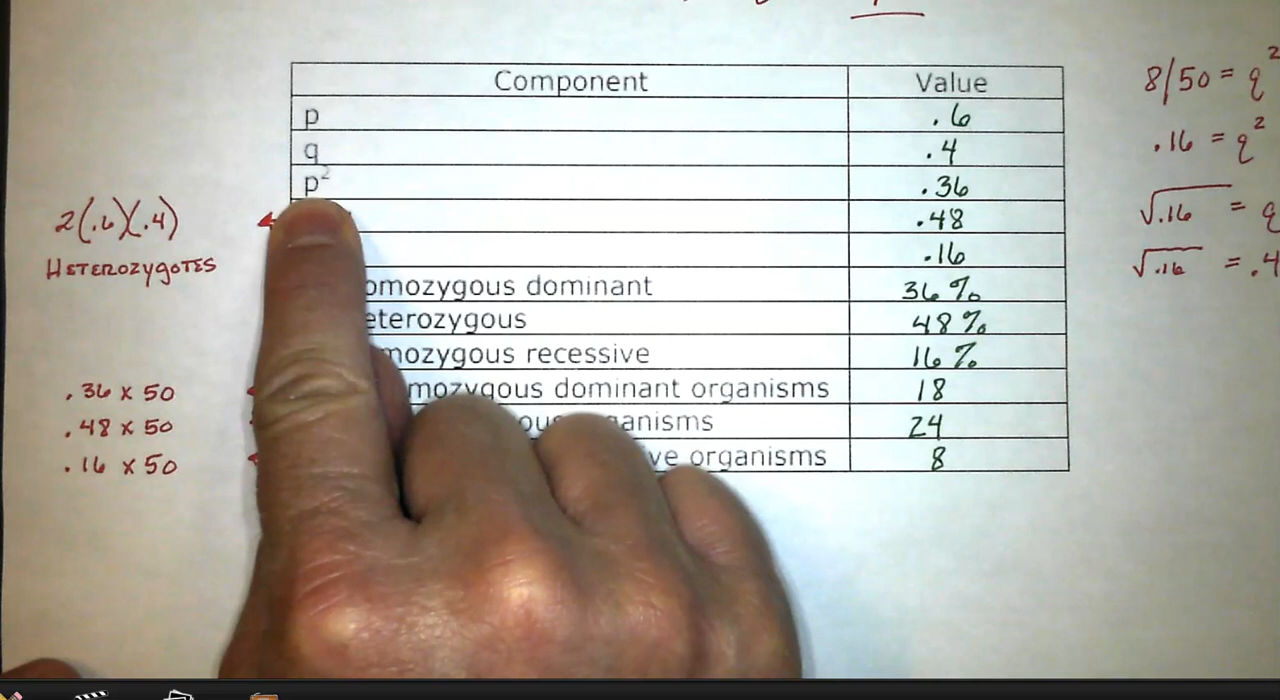 Component Value
p .6
q .4
p² .36
.48
.16
omozygous dominant 36%
eterozygous 48%
mozygous recessive 16%
mozygous dominant organisms 18
ous anisms 24
ve organisms 8
2(.6)(.4)
HETEROZYGOTES
.36 x 50
.48 x 50
.16 x 50
8/50 = q²
.16 = q²
√.16 = q
√.16 = .4